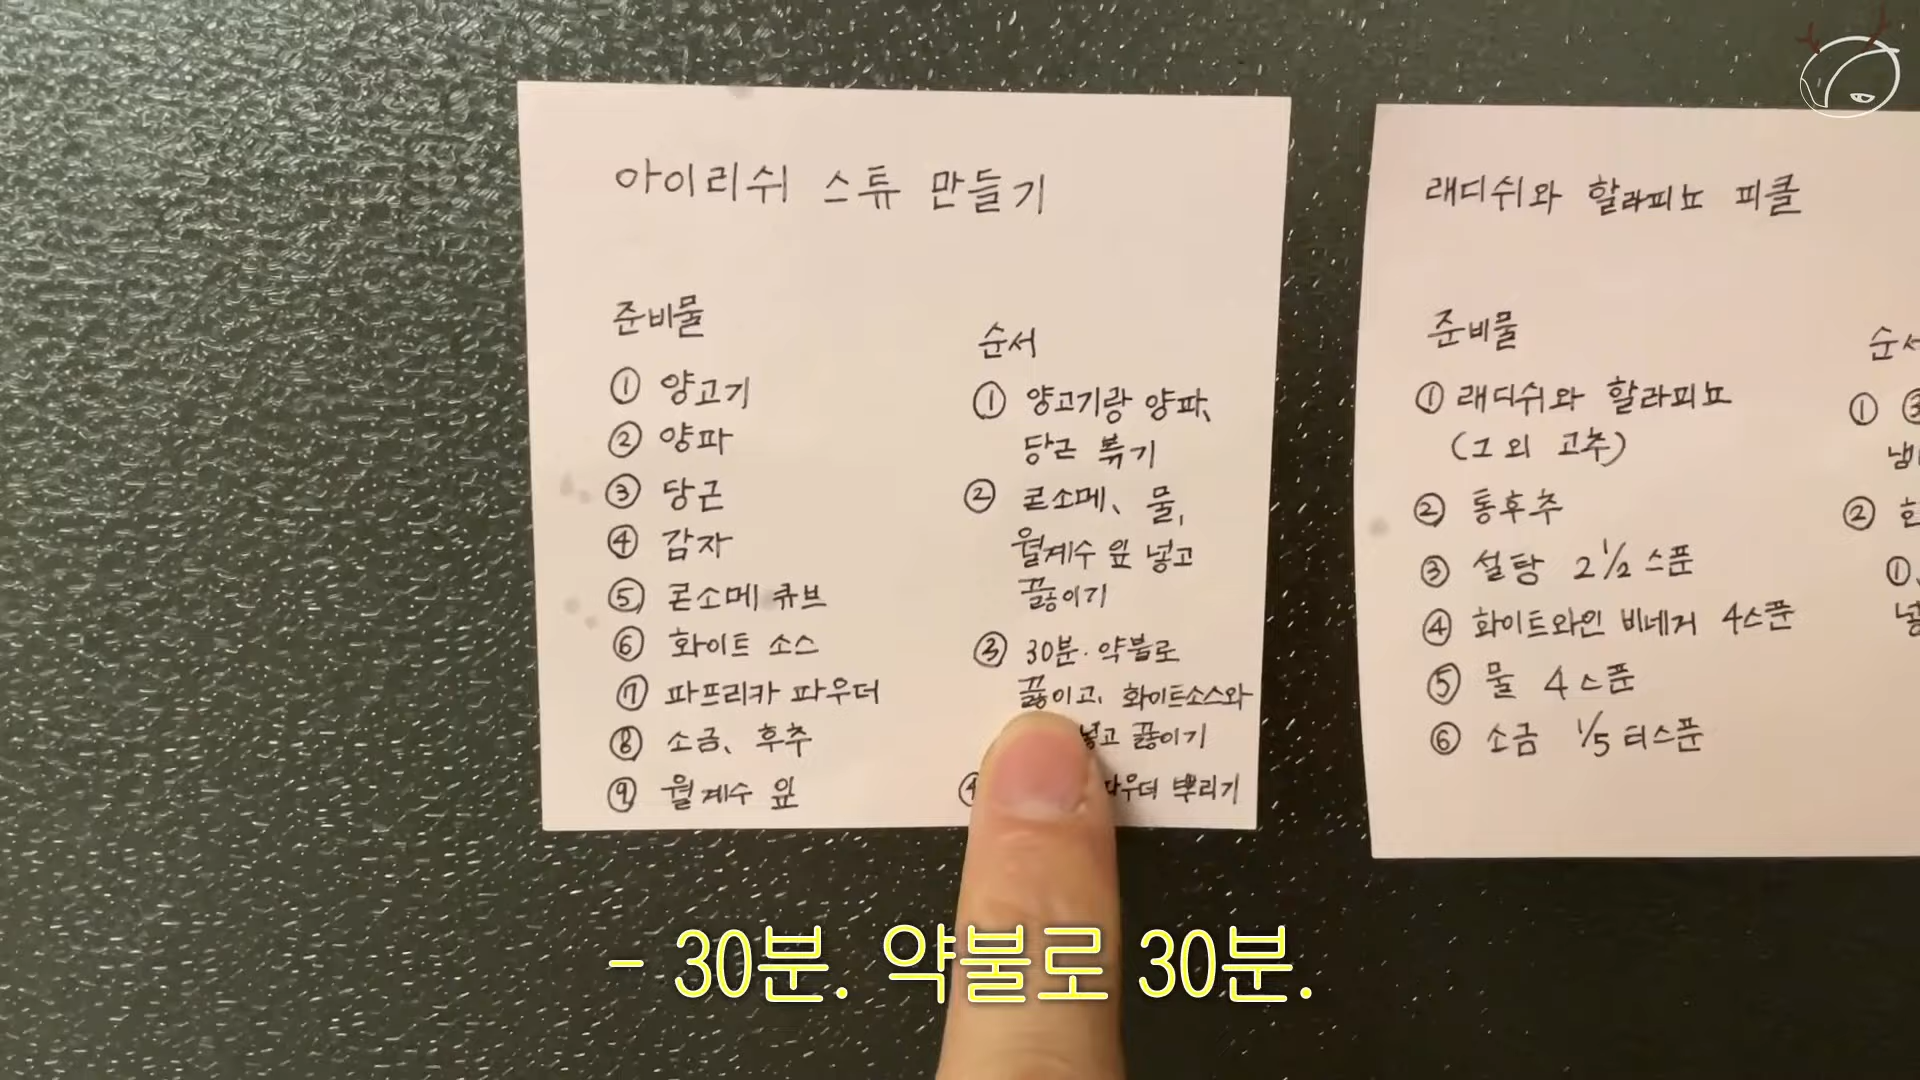 아이리쉬 스튜 만들기
준비물
① 양고기
② 양파
③ 당근
④ 감자
⑤ 콘소메 큐브
⑥ 화이트 소스
⑦ 파프리카 파우더
⑧ 소금、후추
⑨ 월계수 잎
순서
① 양고기랑 양파、
당근 볶기
② 콘소메、물,
월계수 잎 넣고
끓이기
③ 30분·약불로
끓이고, 화이트소스와
넣고 끓이기
④ 파우더 뿌리기
래디쉬와 할라피뇨 피클
준비물
① 래디쉬와 할라피뇨
(그 외 고추)
② 통후추
③ 설탕 2 1/2 스푼
④ 화이트와인 비네거 4스푼
⑤ 물 4스푼
⑥ 소금 1/5 티스푼
① ③
②
①、
- 30분. 약불로 30분.